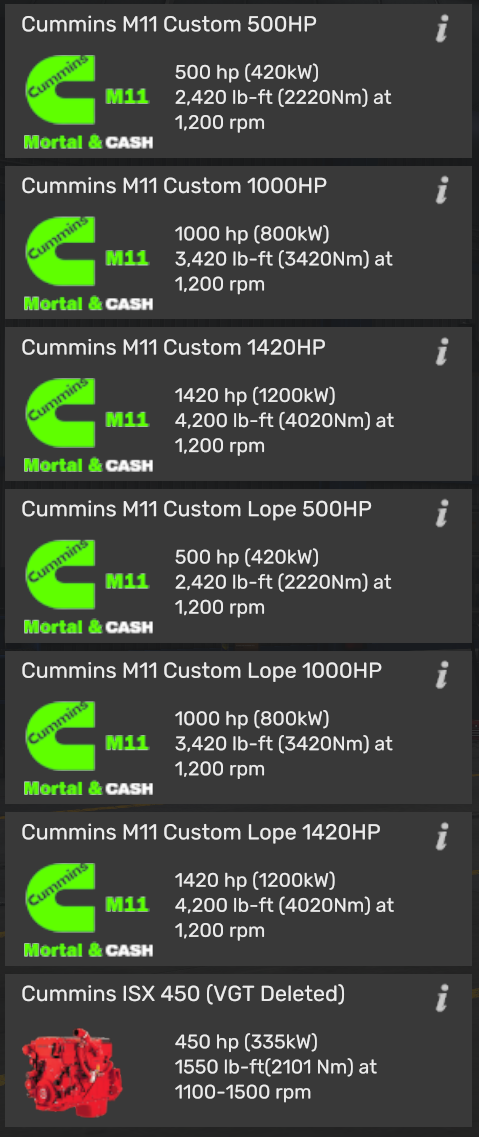 Cummins M11 Custom 500HP
i
Cummins
M11
Mortal & CASH
500 hp (420kW)
2,420 lb-ft (2220Nm) at
1,200 rpm
Cummins M11 Custom 1000HP
i
Cummins
M11
Mortal & CASH
1000 hp (800kW)
3,420 lb-ft (3420Nm) at
1,200 rpm
Cummins M11 Custom 1420HP
i
Cummins
M11
Mortal & CASH
1420 hp (1200kW)
4,200 lb-ft (4020Nm) at
1,200 rpm
Cummins M11 Custom Lope 500HP
i
Cummins
M11
Mortal & CASH
500 hp (420kW)
2,420 lb-ft (2220Nm) at
1,200 rpm
Cummins M11 Custom Lope 1000HP
i
Cummins
M11
Mortal & CASH
1000 hp (800kW)
3,420 lb-ft (3420Nm) at
1,200 rpm
Cummins M11 Custom Lope 1420HP
i
Cummins
M11
Mortal & CASH
1420 hp (1200kW)
4,200 lb-ft (4020Nm) at
1,200 rpm
Cummins ISX 450 (VGT Deleted)
i
450 hp (335kW)
1550 lb-ft(2101 Nm) at
1100-1500 rpm